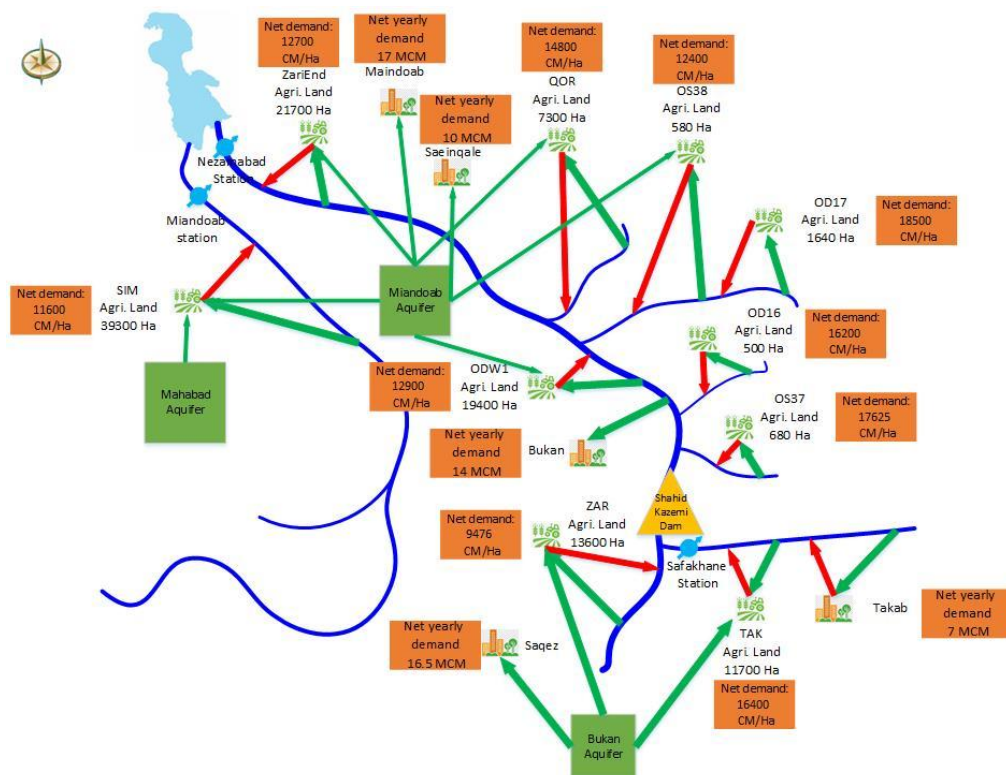 Net demand:
12700
CM/Ha
ZariEnd
Agri. Land
21700 Ha
Net yearly
demand
17 MCM
Maindoab
Net yearly
demand
10 MCM
Saeinqale
Net demand:
14800
CM/Ha
QOR
Agri. Land
7300 Ha
Net demand:
12400
CM/Ha
OS38
Agri. Land
580 Ha
Nezamabad
Station
Miandoab
station
OD17
Agri. Land
1640 Ha
Net demand:
18500
CM/Ha
Net demand:
11600
CM/Ha
SIM
Agri. Land
39300 Ha
Miandoab
Aquifer
OD16
Agri. Land
500 Ha
Net demand:
16200
CM/Ha
Mahabad
Aquifer
Net demand:
12900
CM/Ha
ODW1
Agri. Land
19400 Ha
OS37
Agri. Land
680 Ha
Net demand:
17625
CM/Ha
Net yearly
demand
14 MCM
Bukan
Shahid
Kazemi
Dam
Net demand:
9476
CM/Ha
ZAR
Agri. Land
13600 Ha
Safakhane
Station
Net yearly
demand
16.5 MCM
Saqez
TAK
Agri. Land
11700 Ha
Net demand:
16400
CM/Ha
Takab
Net yearly
demand
7 MCM
Bukan
Aquifer